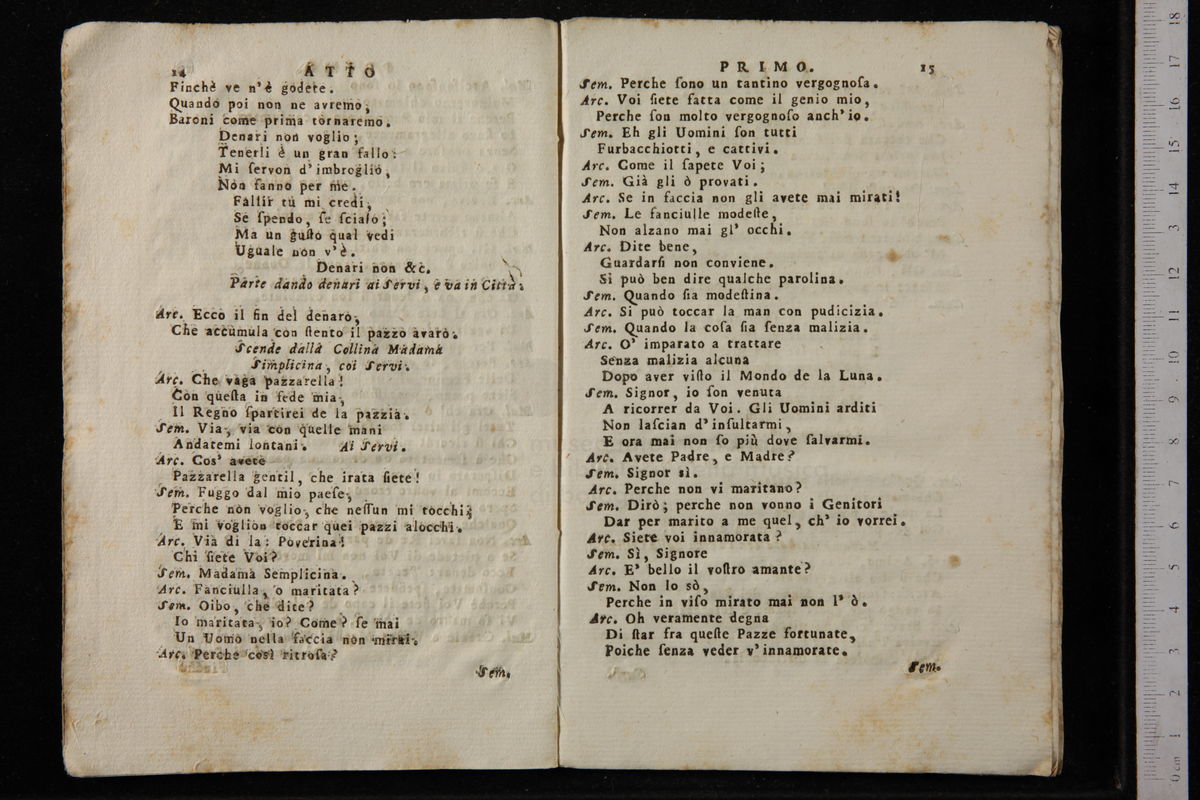 14 ATTO
Finchè ve n'è godete.
Quando poi non ne avremo,
Baroni come prima tornaremo.
Denari non voglio;
Tenerli è un gran fallo:
Mi ſervon d'imbroglio,
Non fanno per me.
Fallir tu mi credi,
Se ſpendo, ſe ſcialo;
Ma un guſto qual vedi
Uguale non v'è.
Denari non &c.
Parte dando denari ai Servi, e va in Città.
Arc. Ecco il fin del denaro,
Che accumula con ſtento il pazzo avaro.
Scende dalla Collina Madama
Simplicina, coi Servi.
Arc. Che vaga pazzarella!
Con queſta in fede mia,
Il Regno ſpartirei de la pazzia.
Sem. Via, via con quelle mani
Andatemi lontani. Ai Servi.
Arc. Cos' avete
Pazzarella gentil, che irata ſiete!
Sem. Fuggo dal mio paeſe,
Perche non voglio, che neſſun mi tocchi;
E mi voglion toccar quei pazzi alocchi.
Arc. Via di la: Poverina!
Chi ſiete Voi?
Sem. Madama Semplicina.
Arc. Fanciulla, o maritata?
Sem. Oibo, che dite?
Io maritata, io? Come? ſe mai
Un Uomo nella faccia non mirai.
Arc. Perche così ritroſa?
Sem.
PRIMO. 15
Sem. Perche ſono un tantino vergognoſa.
Arc. Voi ſiete fatta come il genio mio,
Perche ſon molto vergognoſo anch'io.
Sem. Eh gli Uomini ſon tutti
Furbacchiotti, e cattivi.
Arc. Come il ſapete Voi;
Sem. Già gli ò provati.
Arc. Se in faccia non gli avete mai mirati!
Sem. Le fanciulle modeſte,
Non alzano mai gl' occhi.
Arc. Dite bene,
Guardarſi non conviene.
Si può ben dire qualche parolina.
Sem. Quando ſia modeſtina.
Arc. Si può toccar la man con pudicizia.
Sem. Quando la coſa ſia ſenza malizia.
Arc. O' imparato a trattare
Senza malizia alcuna
Dopo aver viſto il Mondo de la Luna.
Sem. Signor, io ſon venuta
A ricorrer da Voi. Gli Uomini arditi
Non laſcian d'inſultarmi,
E ora mai non ſo più dove ſalvarmi.
Arc. Avete Padre, e Madre?
Sem. Signor sì.
Arc. Perche non vi maritano?
Sem. Dirò; perche non vonno i Genitori
Dar per marito a me quel, ch' io vorrei.
Arc. Siete voi innamorata?
Sem. Sì, Signore
Arc. E' bello il voſtro amante?
Sem. Non lo sò,
Perche in viſo mirato mai non l' ò.
Arc. Oh veramente degna
Di ſtar fra queſte Pazze fortunate,
Poiche ſenza veder v'innamorate.
Sem.